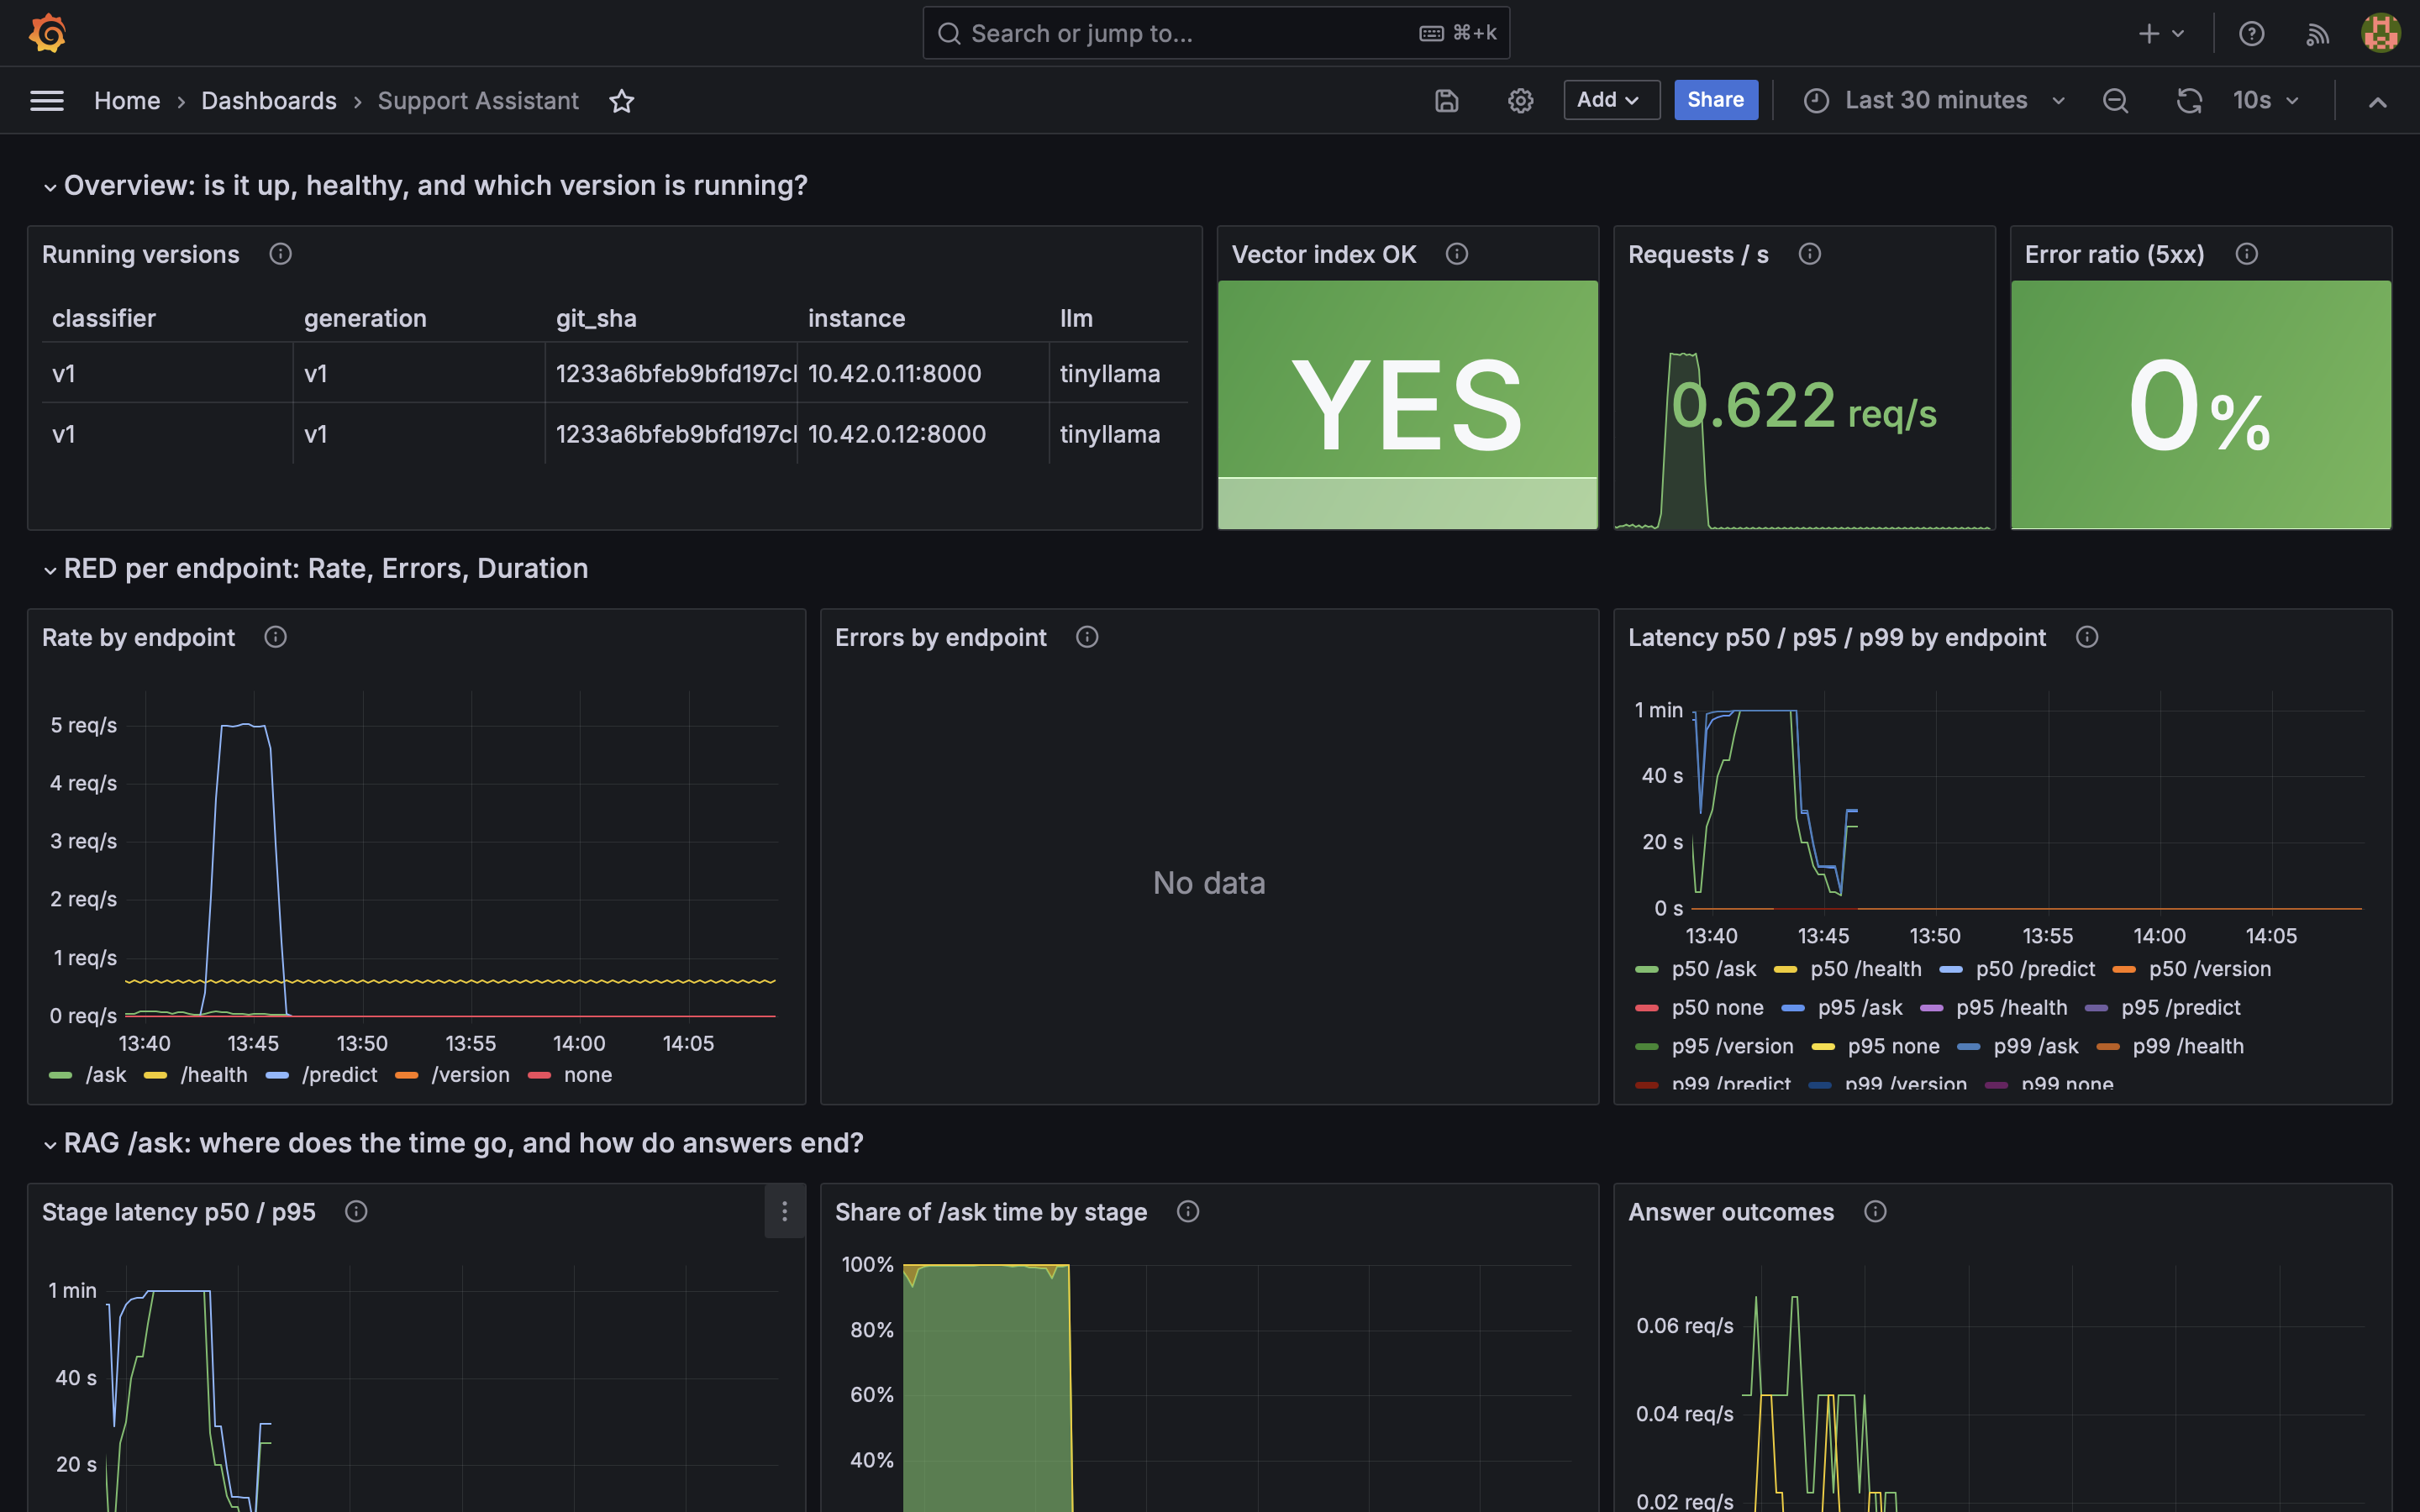 Search or jump to...
⌘+k
Home › Dashboards › Support Assistant
Add
Share
Last 30 minutes
10s
Overview: is it up, healthy, and which version is running?
Running versions
classifier generation git_sha instance llm
v1 v1 1233a6bfeb9bfd197c 10.42.0.11:8000 tinyllama
v1 v1 1233a6bfeb9bfd197c 10.42.0.12:8000 tinyllama
Vector index OK
YES
Requests / s
0.622 req/s
Error ratio (5xx)
0%
RED per endpoint: Rate, Errors, Duration
Rate by endpoint
5 req/s
4 req/s
3 req/s
2 req/s
1 req/s
0 req/s
13:40 13:45 13:50 13:55 14:00 14:05
/ask /health /predict /version none
Errors by endpoint
No data
Latency p50 / p95 / p99 by endpoint
1 min
40 s
20 s
0 s
13:40 13:45 13:50 13:55 14:00 14:05
p50 /ask p50 /health p50 /predict p50 /version
p50 none p95 /ask p95 /health p95 /predict
p95 /version p95 none p99 /ask p99 /health
p99 /predict p99 /version p99 none
RAG /ask: where does the time go, and how do answers end?
Stage latency p50 / p95
1 min
40 s
20 s
Share of /ask time by stage
100%
80%
60%
40%
Answer outcomes
0.06 req/s
0.04 req/s
0.02 req/s